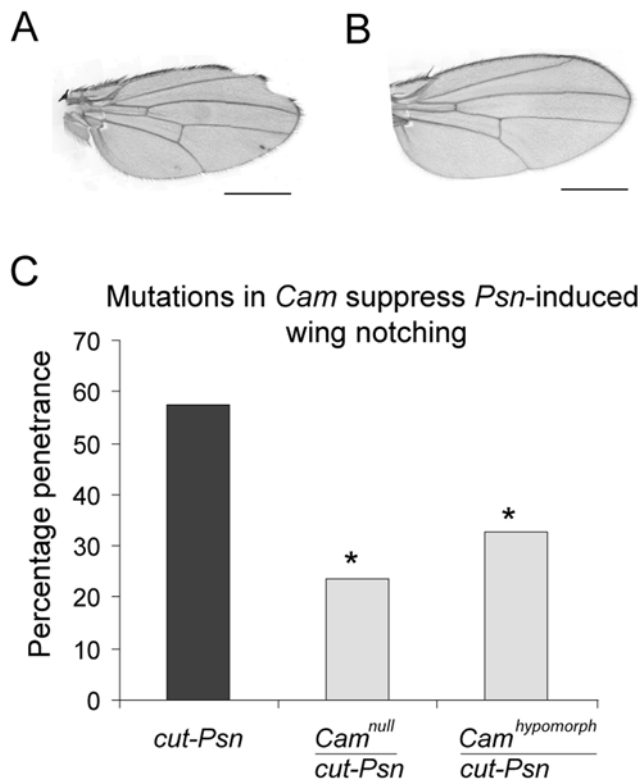 A
B
C
Mutations in Cam suppress Psn-induced
wing notching
Percentage penetrance
70
60
50
40
30
20
10
0
*
*
cut-Psn
Cam^null
cut-Psn
Cam^hypomorph
cut-Psn